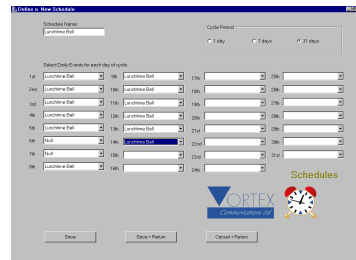 Define a New Schedule
Schedule Name:
Lunchtime Bell
Cycle Period
1 day
7 days
31 days
Select Daily Events for each day of cycle:
1st Lunchtime Bell 9th Lunchtime Bell 17th 25th
2nd Lunchtime Bell 10th Lunchtime Bell 18th 26th
3rd Lunchtime Bell 11th Lunchtime Bell 19th 27th
4th Lunchtime Bell 12th Lunchtime Bell 20th 28th
5th Lunchtime Bell 13th Lunchtime Bell 21st 29th
6th Null 14th Lunchtime Bell 22nd 30th
7th Null 15th 23rd 31st
8th Lunchtime Bell 16th 24th
Schedules
VORTEX
Communications Ltd
Save
Save + Return
Cancel + Return